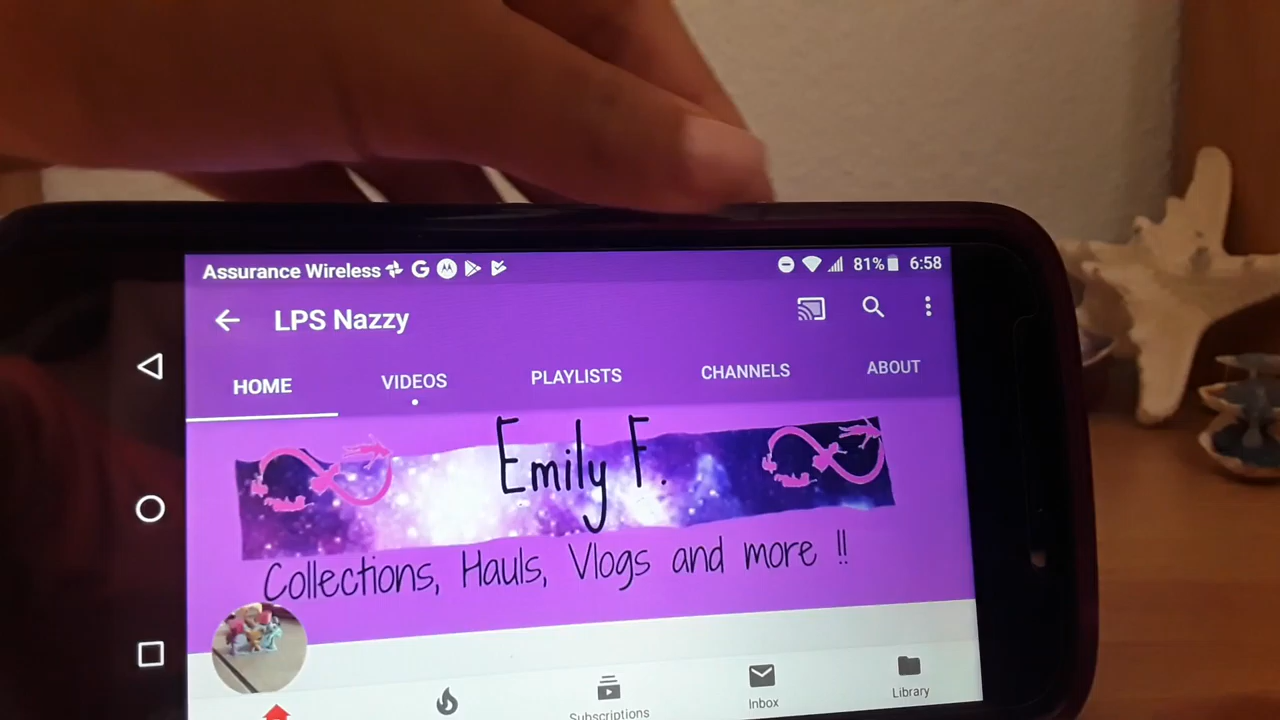 Assurance Wireless 81% 6:58
LPS Nazzy
HOME VIDEOS PLAYLISTS CHANNELS ABOUT
Emily F.
Collections, Hauls, Vlogs and more !!
Subscriptions Inbox Library